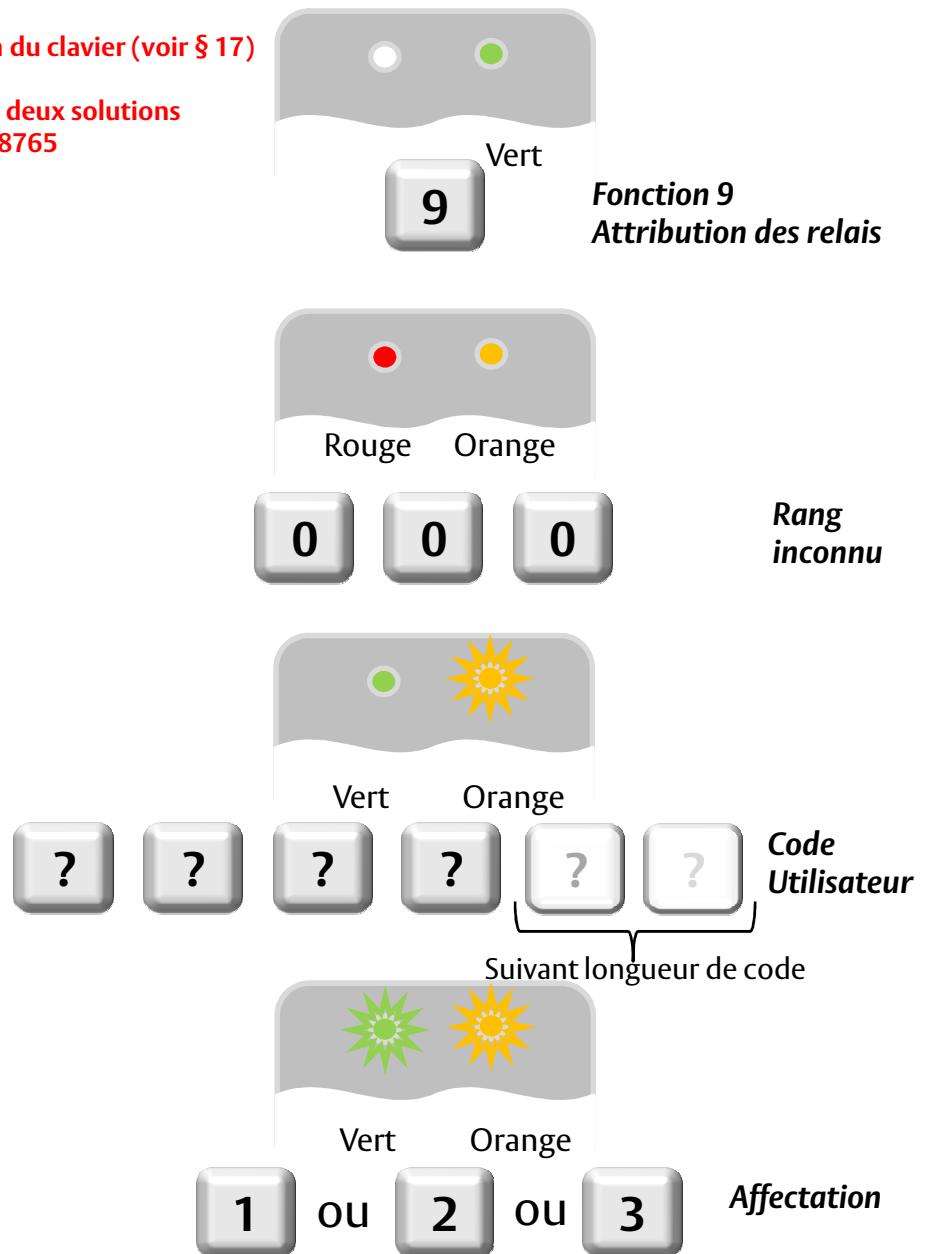 du clavier (voir § 17)
deux solutions
8765
Vert
9
Fonction 9
Attribution des relais
Rouge Orange
0 0 0
Rang
inconnu
Vert Orange
? ? ? ? ? ?
Code
Utilisateur
Suivant longueur de code
Vert Orange
1 ou 2 ou 3
Affectation